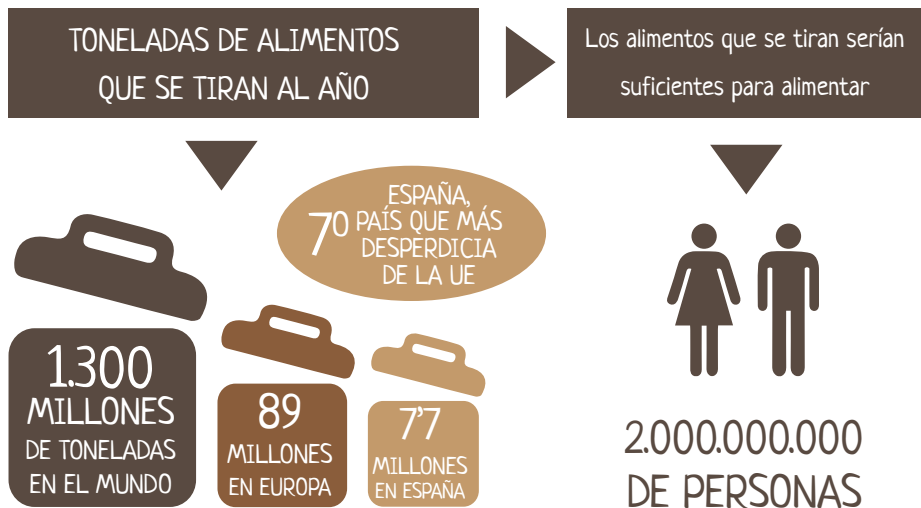 TONELADAS DE ALIMENTOS
QUE SE TIRAN AL AÑO
Los alimentos que se tiran serían
suficientes para alimentar
7º
ESPAÑA,
PAÍS QUE MÁS
DESPERDICIA
DE LA UE
1.300
MILLONES
DE TONELADAS
EN EL MUNDO
89
MILLONES
EN EUROPA
7'7
MILLONES
EN ESPAÑA
2.000.000.000
DE PERSONAS